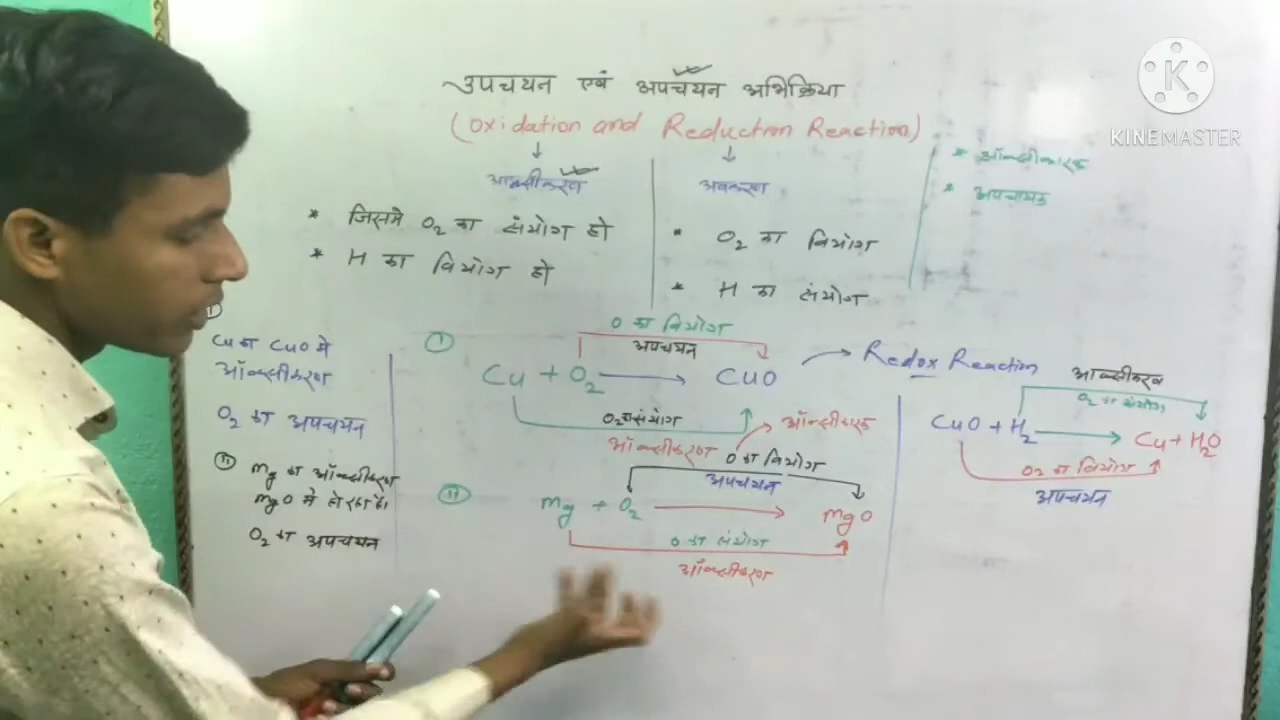 उपचयन एवं अपचयन अभिक्रिया
(Oxidation and Reduction Reaction)
आक्सीकरण
* जिसमे O2 का संयोग हो
* H का वियोग हो
अवकरण
* O2 का वियोग
* H का संयोग
* ऑक्सीकारक
* अपचायक
I
Cu का CuO मे
ऑक्सीकरण
O2 का अपचयन
II Mg का ऑक्सीकरण
MgO मे हो रहा है।
O2 का अपचयन
I
O का वियोग
अपचयन
Cu + O2 → CuO
O2 का संयोग
ऑक्सीकरण
Redox Reaction
ऑक्सीकारक
II
O का वियोग
अपचयन
Mg + O2 → MgO
O का संयोग
ऑक्सीकरण
आक्सीकरण
O2 का संयोग
CuO + H2 → Cu + H2O
O2 का वियोग
अपचयन
K
KINEMASTER